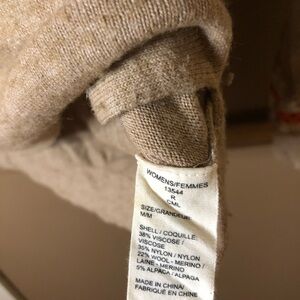 WOMENS/FEMMES
13544
R
CML
SIZE/GRANDEUR
M/M
SHELL / COQUILLE:
38% VISCOSE /
VISCOSE
35% NYLON / NYLON
22% WOOL - MERINO /
LAINE - MERINO
5% ALPACA / ALPAGA
MADE IN CHINA/
FABRIQUÉ EN CHINE